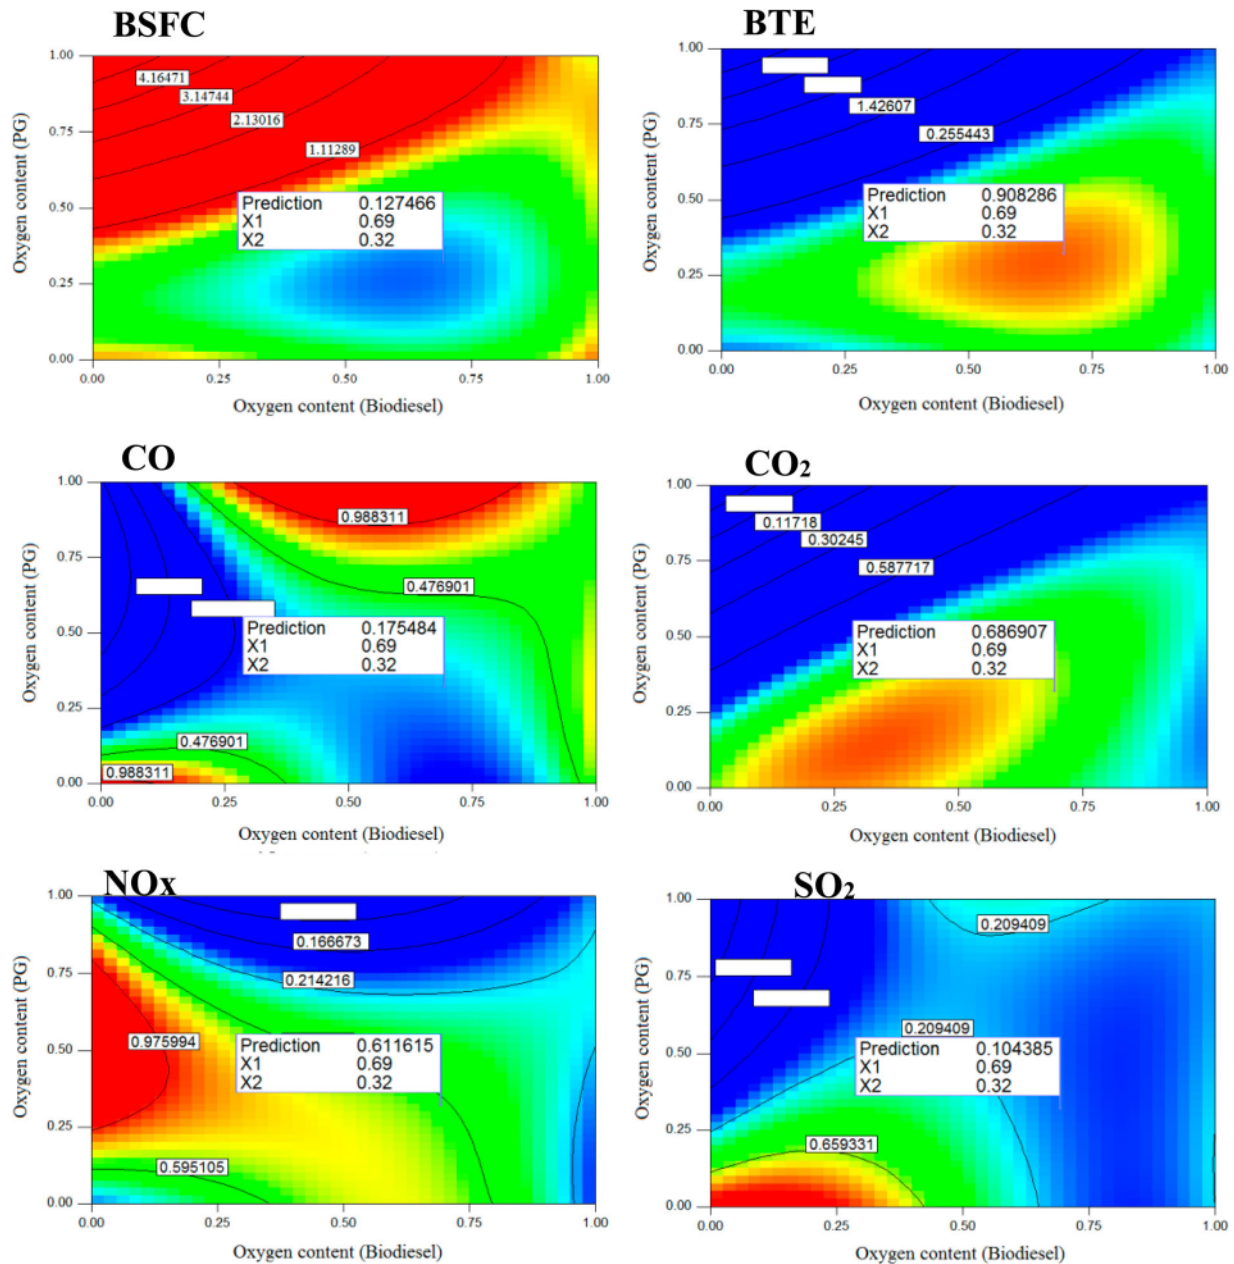 BSFC
1.00
0.75
0.50
0.25
0.00
Oxygen content (PG)
4.16471
3.14744
2.13016
1.11289
Prediction 0.127466
X1 0.69
X2 0.32
0.00 0.25 0.50 0.75 1.00
Oxygen content (Biodiesel)
BTE
1.00
0.75
0.50
0.25
0.00
Oxygen content (PG)
1.42607
0.255443
Prediction 0.908286
X1 0.69
X2 0.32
0.00 0.25 0.50 0.75 1.00
Oxygen content (Biodiesel)
CO
1.00
0.75
0.50
0.25
0.00
Oxygen content (PG)
0.988311
0.476901
Prediction 0.175484
X1 0.69
X2 0.32
0.476901
0.988311
0.00 0.25 0.50 0.75 1.00
Oxygen content (Biodiesel)
CO₂
1.00
0.75
0.50
0.25
0.00
Oxygen content (PG)
0.11718
0.30245
0.587717
Prediction 0.686907
X1 0.69
X2 0.32
0.00 0.25 0.50 0.75 1.00
Oxygen content (Biodiesel)
NOx
1.00
0.75
0.50
0.25
0.00
Oxygen content (PG)
0.166673
0.214216
0.975994
Prediction 0.611615
X1 0.69
X2 0.32
0.595105
0.00 0.25 0.50 0.75 1.00
Oxygen content (Biodiesel)
SO₂
1.00
0.75
0.50
0.25
0.00
Oxygen content (PG)
0.209409
0.209409
Prediction 0.104385
X1 0.69
X2 0.32
0.659331
0.00 0.25 0.50 0.75 1.00
Oxygen content (Biodiesel)